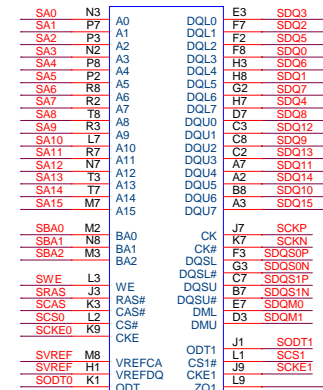 SA0 N3 A0 DQL0 E3 SDQ3
SA1 P7 A1 DQL1 F7 SDQ2
SA2 P3 A2 DQL2 F2 SDQ5
SA3 N2 A3 DQL3 F8 SDQ0
SA4 P8 A4 DQL4 H3 SDQ6
SA5 P2 A5 DQL5 H8 SDQ1
SA6 R8 A6 DQL6 G2 SDQ7
SA7 R2 A7 DQL7 H7 SDQ4
SA8 T8 A8 DQU0 D7 SDQ8
SA9 R3 A9 DQU1 C3 SDQ12
SA10 L7 A10 DQU2 C8 SDQ9
SA11 R7 A11 DQU3 C2 SDQ13
SA12 N7 A12 DQU4 A7 SDQ11
SA13 T3 A13 DQU5 A2 SDQ14
SA14 T7 A14 DQU6 B8 SDQ10
SA15 M7 A15 DQU7 A3 SDQ15
SBA0 M2 BA0 CK J7 SCKP
SBA1 N8 BA1 CK# K7 SCKN
SBA2 M3 BA2 DQSL F3 SDQS0P
DQSL# G3 SDQS0N
SWE L3 WE DQSU C7 SDQS1P
SRAS J3 RAS# DQSU# B7 SDQS1N
SCAS K3 CAS# DML E7 SDQM0
SCS0 L2 CS# DMU D3 SDQM1
SCKE0 K9 CKE
ODT1 J1 SODT1
SVREF M8 VREFCA CS1# L1 SCS1
SVREF H1 VREFDQ CKE1 J9 SCKE1
SODT0 K1 ODT ZQ1 L9